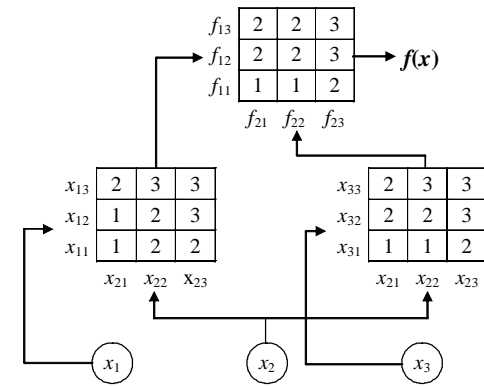 f13 2 2 3
f12 2 2 3 f(x)
f11 1 1 2
f21 f22 f23
x13 2 3 3 x33 2 3 3
x12 1 2 3 x32 2 2 3
x11 1 2 2 x31 1 1 2
x21 x22 x23 x21 x22 x23
x1 x2 x3